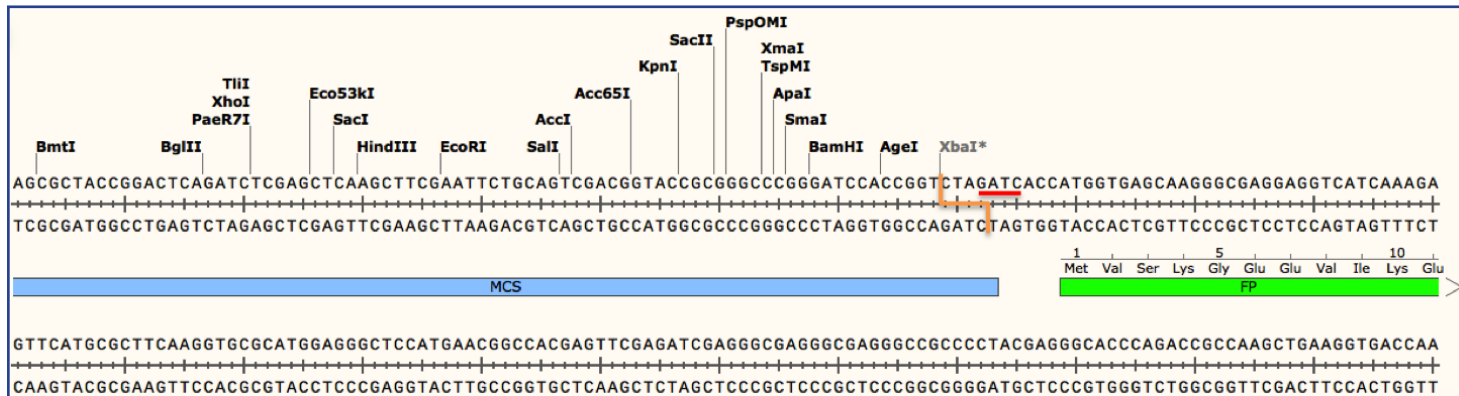 PspOMI
SacII XmaI
KpnI TspMI
TliI
XhoI Eco53kI Acc65I ApaI
PaeR7I SacI AccI SmaI
BmtI BglII HindIII EcoRI SalI BamHI AgeI XbaI*
AGCGCTACCGGACTCAGATCTCGAGCTCAAGCTTCGAATTCTGCAGTCGACGGTACCGCGGGCCCGGGATCCACCGGTCTAGATCACCATGGTGAGCAAGGGCGAGGAGGTCATCAAAGA
TCGCGATGGCCTGAGTCTAGAGCTCGAGTTCGAAGCTTAAGACGTCAGCTGCCATGGCGCCCGGGCCCTAGGTGGCCAGATCTAGTGGTACCACTCGTTCCCGCTCCTCCAGTAGTTTCT
1 5 10
Met Val Ser Lys Gly Glu Glu Val Ile Lys Glu
MCS FP
GTTCATGCGCTTCAAGGTGCGCATGGAGGGCTCCATGAACGGCCACGAGTTCGAGATCGAGGGCGAGGGCGAGGGCCGCCCCTACGAGGGCACCCAGACCGCCAAGCTGAAGGTGACCAA
CAAGTACGCGAAGTTCCACGCGTACCTCCCGAGGTACTTGCCGGTGCTCAAGCTCTAGCTCCCGCTCCCGCTCCCGGCGGGGATGCTCCCGTGGGTCTGGCGGTTCGACTTCCACTGGTT